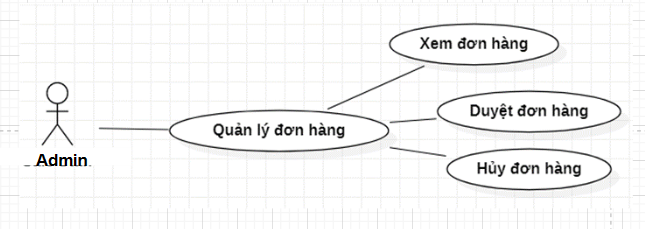 Xem đơn hàng
Duyệt đơn hàng
Quản lý đơn hàng
Admin
Hủy đơn hàng